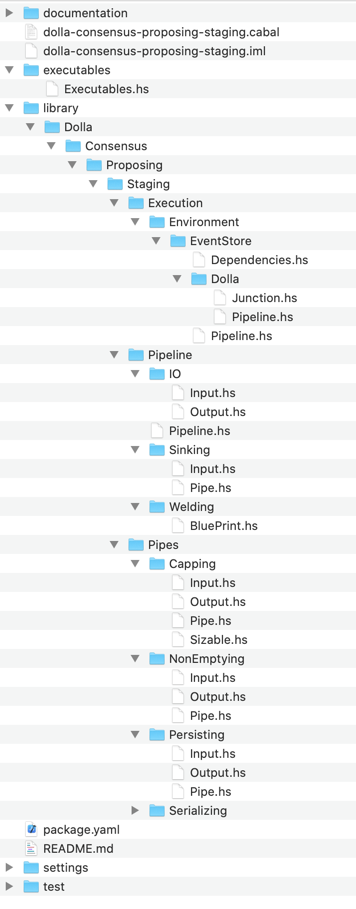 documentation
dolla-consensus-proposing-staging.cabal
dolla-consensus-proposing-staging.iml
executables
Executables.hs
library
Dolla
Consensus
Proposing
Staging
Execution
Environment
EventStore
Dependencies.hs
Dolla
Junction.hs
Pipeline.hs
Pipeline.hs
Pipeline
IO
Input.hs
Output.hs
Pipeline.hs
Sinking
Input.hs
Pipe.hs
Welding
BluePrint.hs
Pipes
Capping
Input.hs
Output.hs
Pipe.hs
Sizable.hs
NonEmptying
Input.hs
Output.hs
Pipe.hs
Persisting
Input.hs
Output.hs
Pipe.hs
Serializing
package.yaml
README.md
settings
test